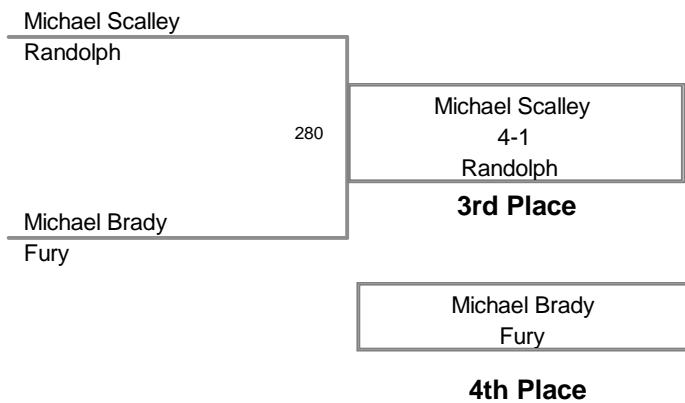 Michael Scalley
Randolph
280
Michael Scalley
4-1
Randolph
3rd Place
Michael Brady
Fury
Michael Brady
Fury
4th Place